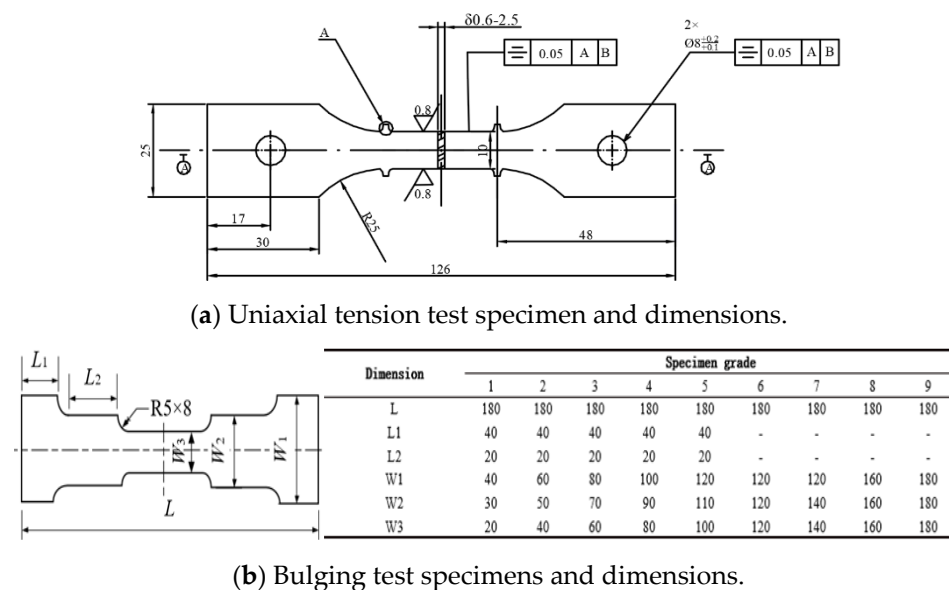 δ0.6-2.5
A
0.05 A B
2×
Ø8+0.2
+0.1
0.05 A B
0.8
25
A
10
A
0.8
R25
17
30
48
126
(a) Uniaxial tension test specimen and dimensions.
L1
L2
R5×8
W3
W2
W1
L
Dimension Specimen grade
1 2 3 4 5 6 7 8 9
L 180 180 180 180 180 180 180 180 180
L1 40 40 40 40 40 - - - -
L2 20 20 20 20 20 - - - -
W1 40 60 80 100 120 120 120 160 180
W2 30 50 70 90 110 120 140 160 180
W3 20 40 60 80 100 120 140 160 180
(b) Bulging test specimens and dimensions.